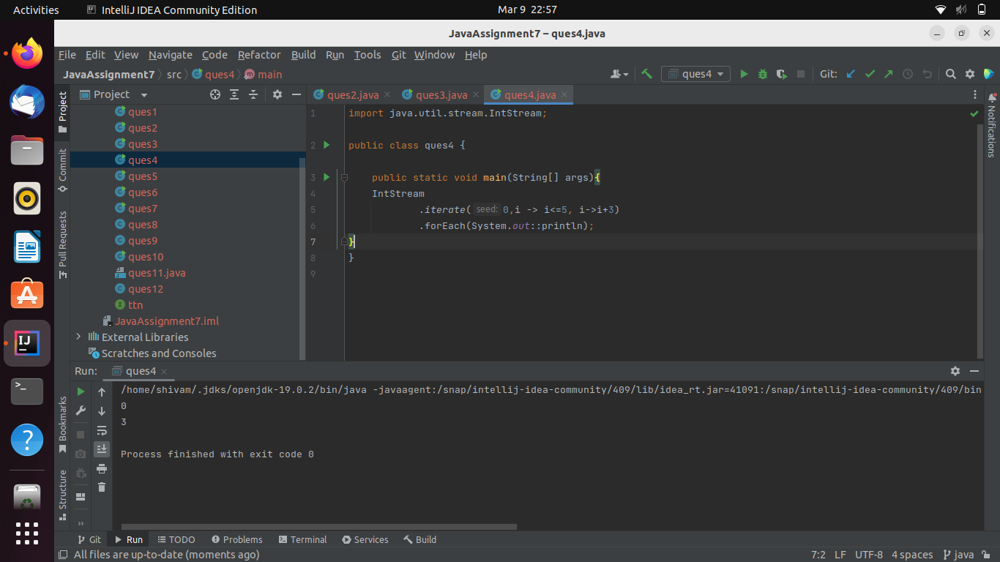 Activities IntelliJ IDEA Community Edition Mar 9 22:57
JavaAssignment7 – ques4.java
File Edit View Navigate Code Refactor Build Run Tools Git Window Help
JavaAssignment7 src ques4 main ques4 Git:
Project
Commit
Pull Requests
Bookmarks
Structure
Project
ques1
ques2
ques3
ques4
ques5
ques6
ques7
ques8
ques9
ques10
ques11.java
ques12
ttn
JavaAssignment7.iml
External Libraries
Scratches and Consoles
ques2.java ques3.java ques4.java
1 import java.util.stream.IntStream;
2 public class ques4 {
3 public static void main(String[] args){
4 IntStream
5 .iterate( seed: 0,i -> i<=5, i->i+3)
6 .forEach(System.out::println);
7 }
8 }
9
Notifications
Run: ques4
/home/shivam/.jdks/openjdk-19.0.2/bin/java -javaagent:/snap/intellij-idea-community/409/lib/idea_rt.jar=41091:/snap/intellij-idea-community/409/bin
0
3
Process finished with exit code 0
Git Run TODO Problems Terminal Services Build
All files are up-to-date (moments ago) 7:2 LF UTF-8 4 spaces java